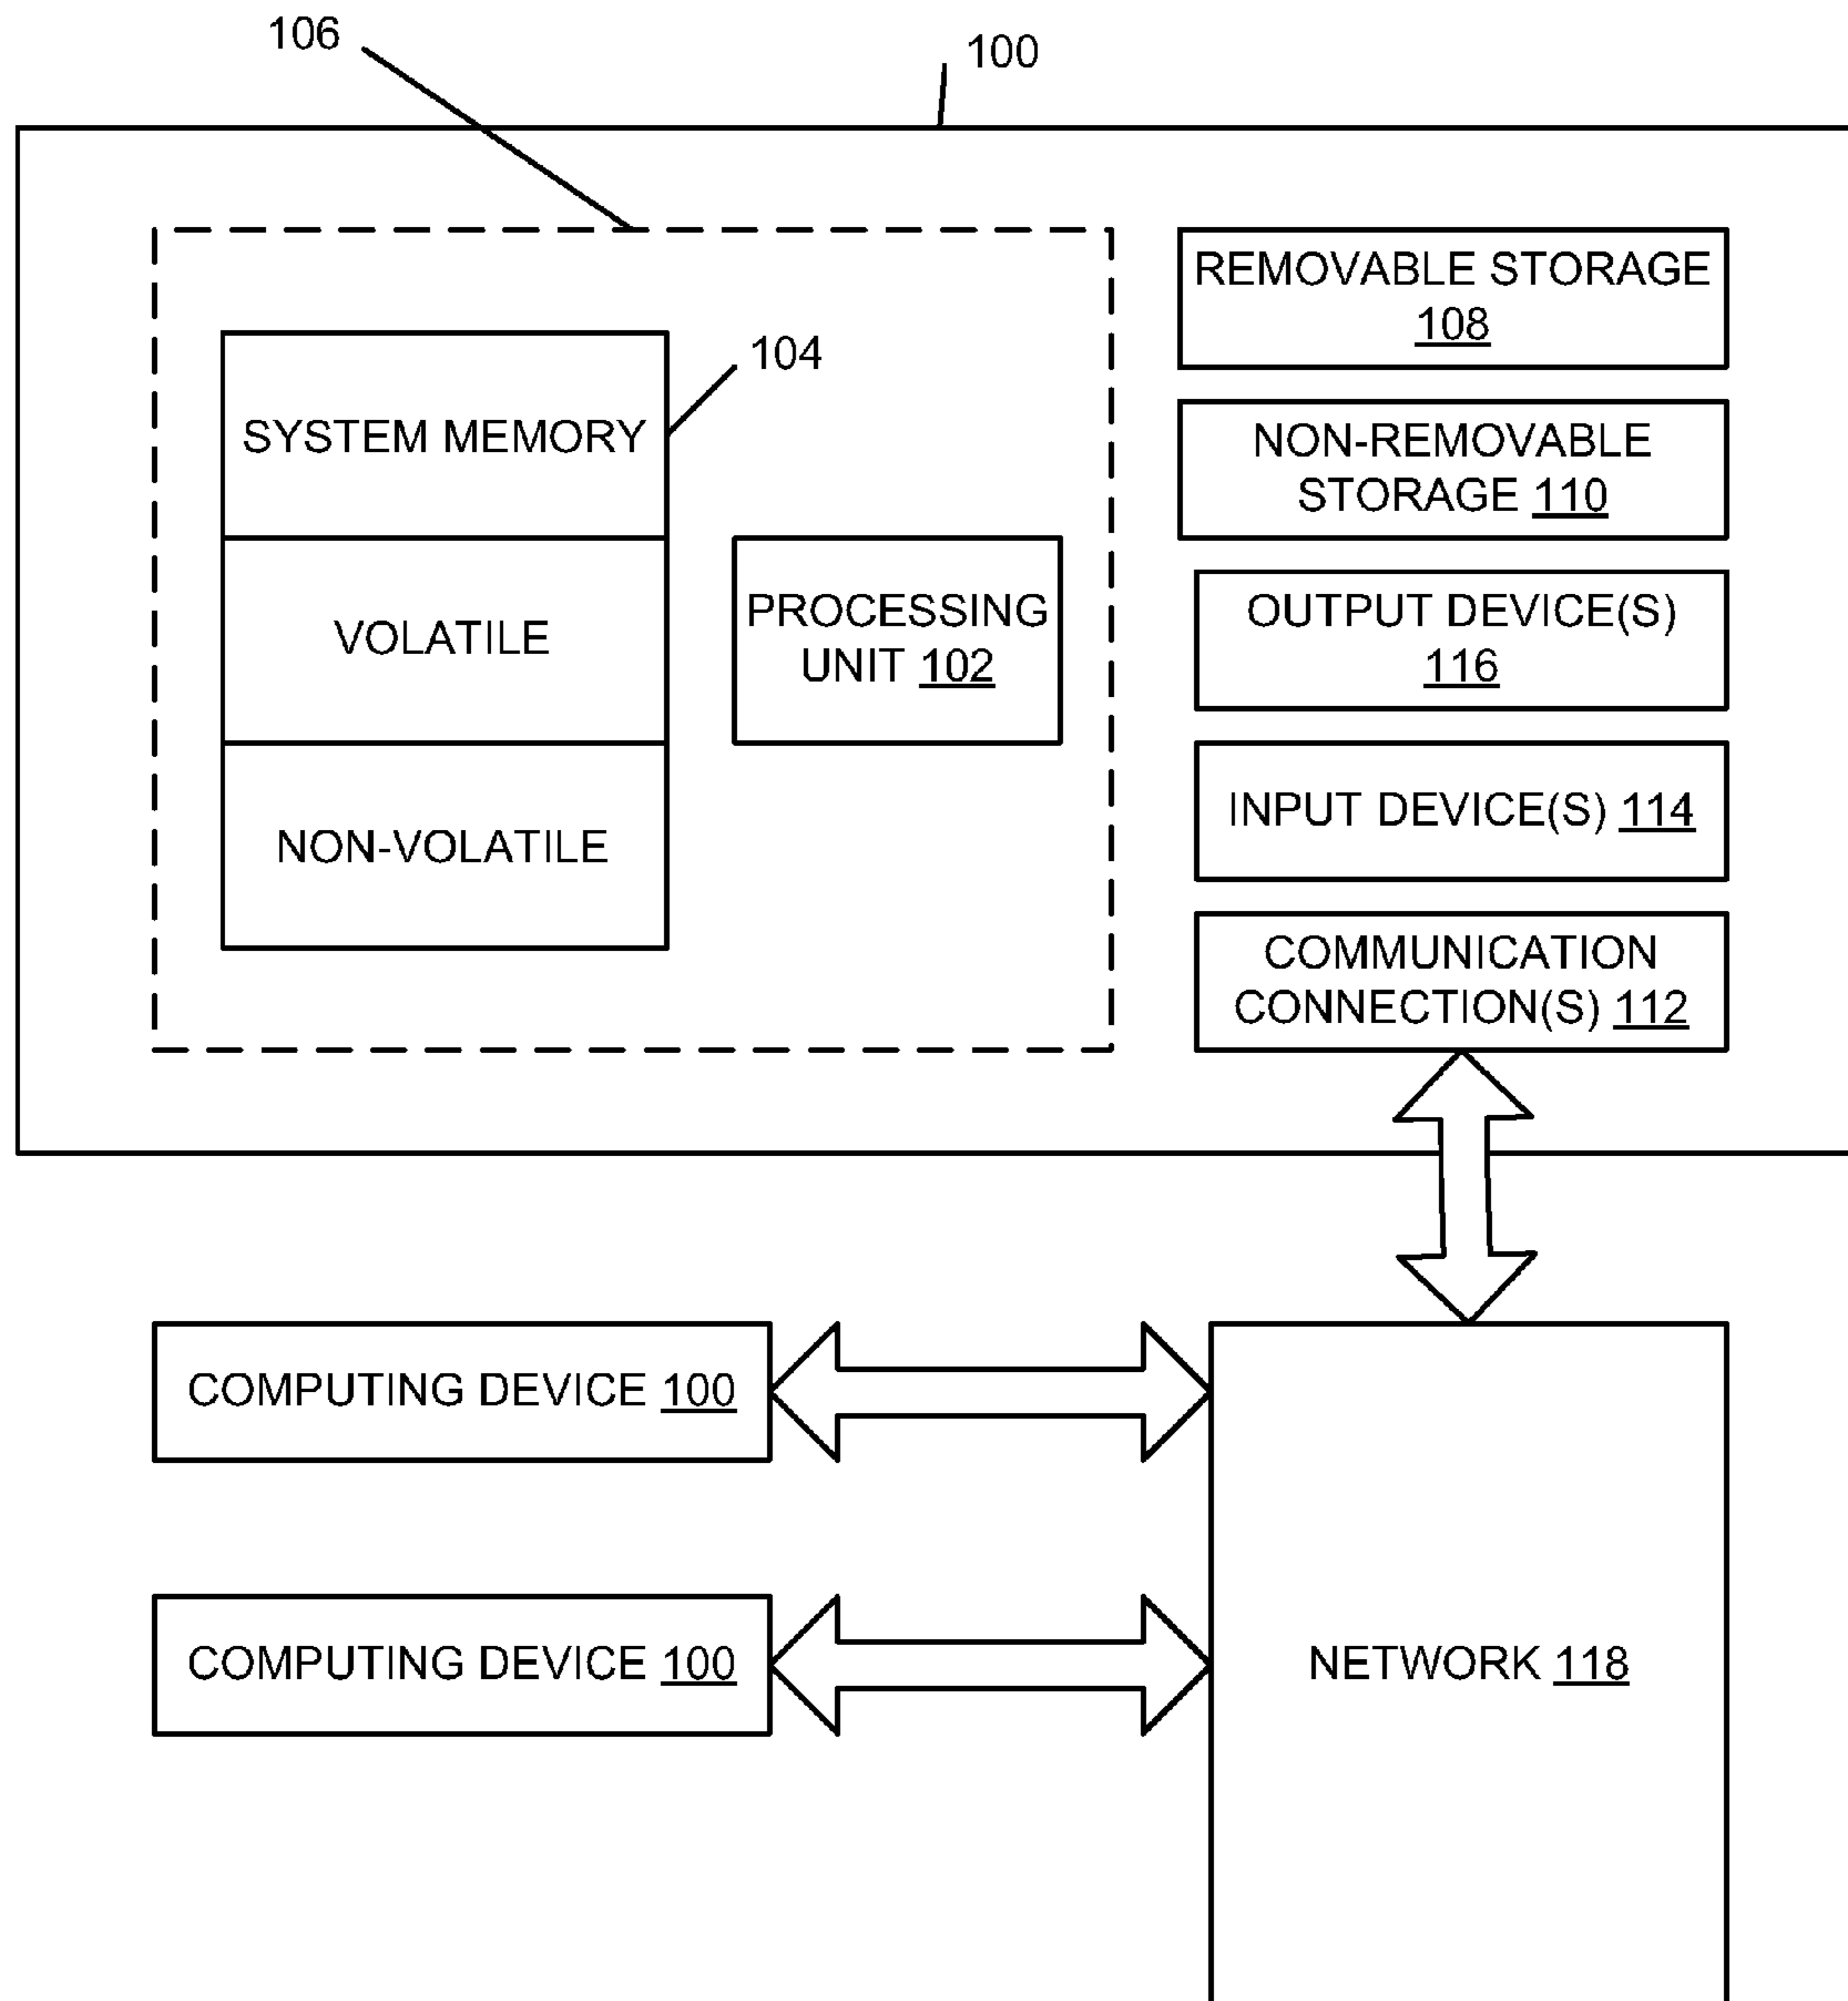 106
100
104
SYSTEM MEMORY
VOLATILE
NON-VOLATILE
PROCESSING
UNIT 102
REMOVABLE STORAGE
108
NON-REMOVABLE
STORAGE 110
OUTPUT DEVICE(S)
116
INPUT DEVICE(S) 114
COMMUNICATION
CONNECTION(S) 112
COMPUTING DEVICE 100
COMPUTING DEVICE 100
NETWORK 118